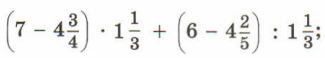 (7 − 4 3/4) · 1 1/3 + (6 − 4 2/5) : 1 1/3;